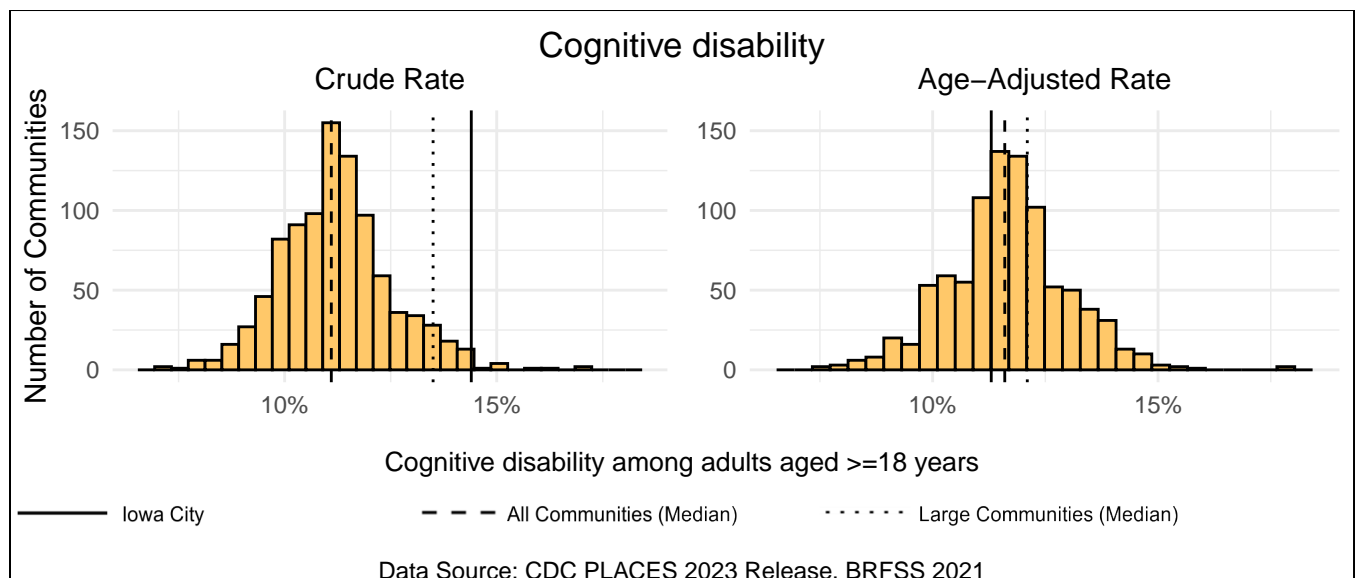 Cognitive disability
Crude Rate
Age−Adjusted Rate
Number of Communities
150
100
50
0
10%
15%
150
100
50
0
10%
15%
Cognitive disability among adults aged >=18 years
Iowa City
All Communities (Median)
Large Communities (Median)
Data Source: CDC PLACES 2023 Release, BRFSS 2021